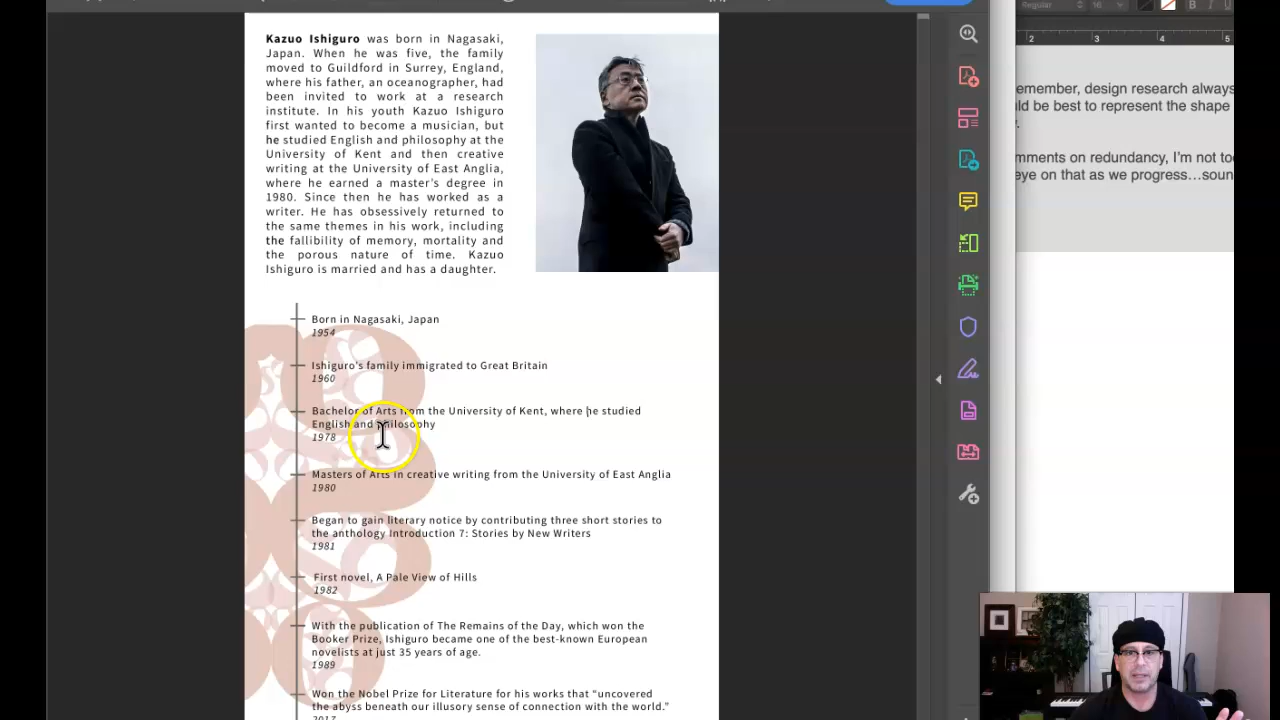 Regular
16
B
I
2
3
4
5
Kazuo Ishiguro was born in Nagasaki,
Japan. When he was five, the family
moved to Guildford in Surrey, England,
where his father, an oceanographer, had
been invited to work at a research
institute. In his youth Kazuo Ishiguro
first wanted to become a musician, but
he studied English and philosophy at the
University of Kent and then creative
writing at the University of East Anglia,
where he earned a master's degree in
1980. Since then he has worked as a
writer. He has obsessively returned to
the same themes in his work, including
the fallibility of memory, mortality and
the porous nature of time. Kazuo
Ishiguro is married and has a daughter.
Born in Nagasaki, Japan
1954
Ishiguro's family immigrated to Great Britain
1960
Bachelor of Arts from the University of Kent, where he studied
English and Philosophy
1978
Masters of Arts in creative writing from the University of East Anglia
1980
Began to gain literary notice by contributing three short stories to
the anthology Introduction 7: Stories by New Writers
1981
First novel, A Pale View of Hills
1982
With the publication of The Remains of the Day, which won the
Booker Prize, Ishiguro became one of the best-known European
novelists at just 35 years of age.
1989
Won the Nobel Prize for Literature for his works that “uncovered
the abyss beneath our illusory sense of connection with the world.”
2017
emember, design research always
ld be best to represent the shape
y.
mments on redundancy, I'm not to
eye on that as we progress…soun